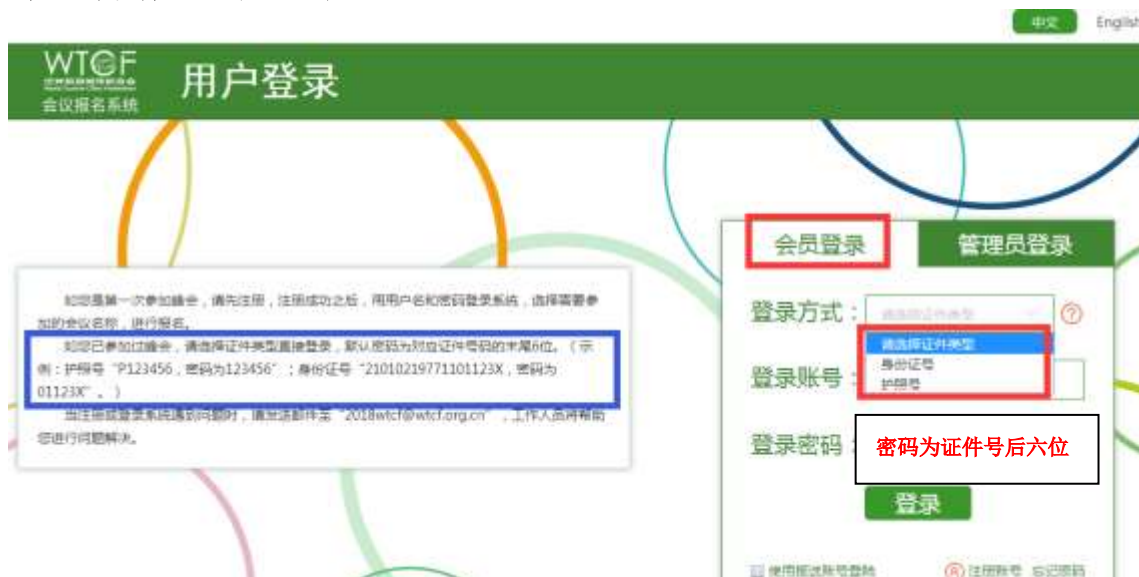 中文 English
WTCF
会议报名系统
用户登录
会员登录
管理员登录
如您是第一次参加峰会，请先注册，注册成功之后，用用户名和密码登录系统，选择需要参
加的会议名称，进行报名。
如您已参加过峰会，请选择证件类型直接登录，默认密码为对应证件号码的末尾6位。（示
例：护照号“P123456，密码为123456”；身份证号“21010219771101123X，密码为
01123X”。）
当注册或登录系统遇到问题时，请发送邮件至“2018wtcf@wtcf.org.cn”，工作人员将帮助
您进行问题解决。
登录方式：
请选择证件类型
请选择证件类型
身份证号
护照号
登录账号：
登录密码：
密码为证件号后六位
登录
注册账号 忘记密码